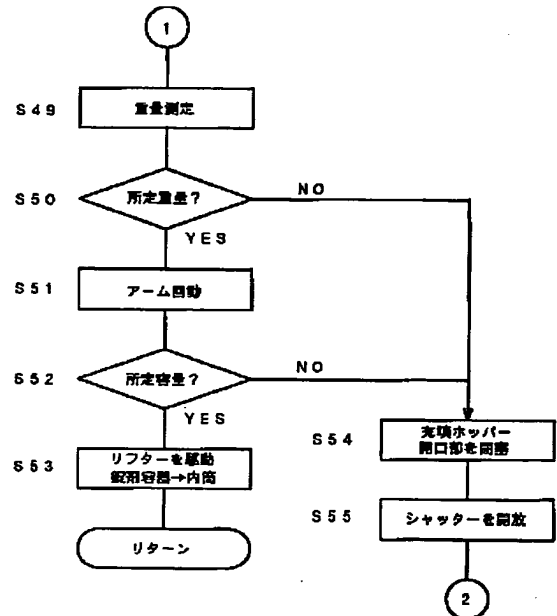 1
S49
重量測定
S50
所定重量?
NO
YES
S51
アーム回動
S52
所定容量?
NO
YES
S53
リフターを駆動
錠剤容器→内筒
リターン
S54
充填ホッパー
開口部を閉塞
S55
シャッターを開放
2